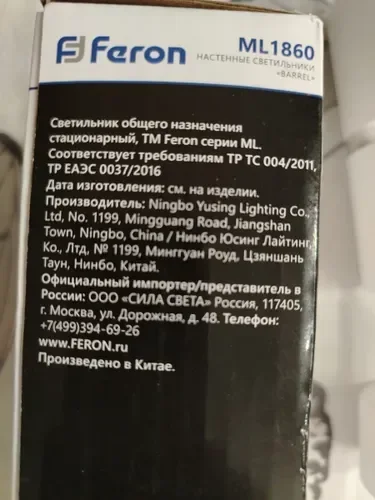 Feron
ML1860
НАСТЕННЫЕ СВЕТИЛЬНИКИ
«BARREL»
Светильник общего назначения
стационарный, ТМ Feron серии ML.
Соответствует требованиям ТР ТС 004/2011,
ТР ЕАЭС 0037/2016
Дата изготовления: см. на изделии.
Производитель: Ningbo Yusing Lighting Co.,
Ltd, No. 1199, Mingguang Road, Jiangshan
Town, Ningbo, China / Нинбо Юсинг Лайтинг,
Ко., Лтд, № 1199, Мингуан Роуд, Цзяншань
Таун, Нинбо, Китай.
Официальный импортер/представитель в
России: ООО «СИЛА СВЕТА» Россия, 117405,
г. Москва, ул. Дорожная, д. 48. Телефон:
+7(499)394-69-26
www.FERON.ru
Произведено в Китае.